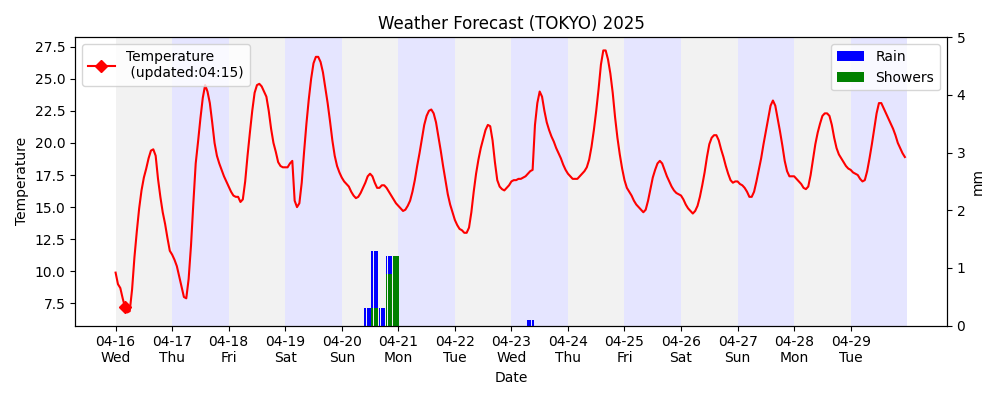 Weather Forecast (TOKYO) 2025
Temperature
(updated:04:15)
Rain
Showers
27.5
25.0
22.5
20.0
17.5
15.0
12.5
10.0
7.5
Temperature
5
4
3
2
1
0
mm
04-16 04-17 04-18 04-19 04-20 04-21 04-22 04-23 04-24 04-25 04-26 04-27 04-28 04-29
Wed Thu Fri Sat Sun Mon Tue Wed Thu Fri Sat Sun Mon Tue
Date